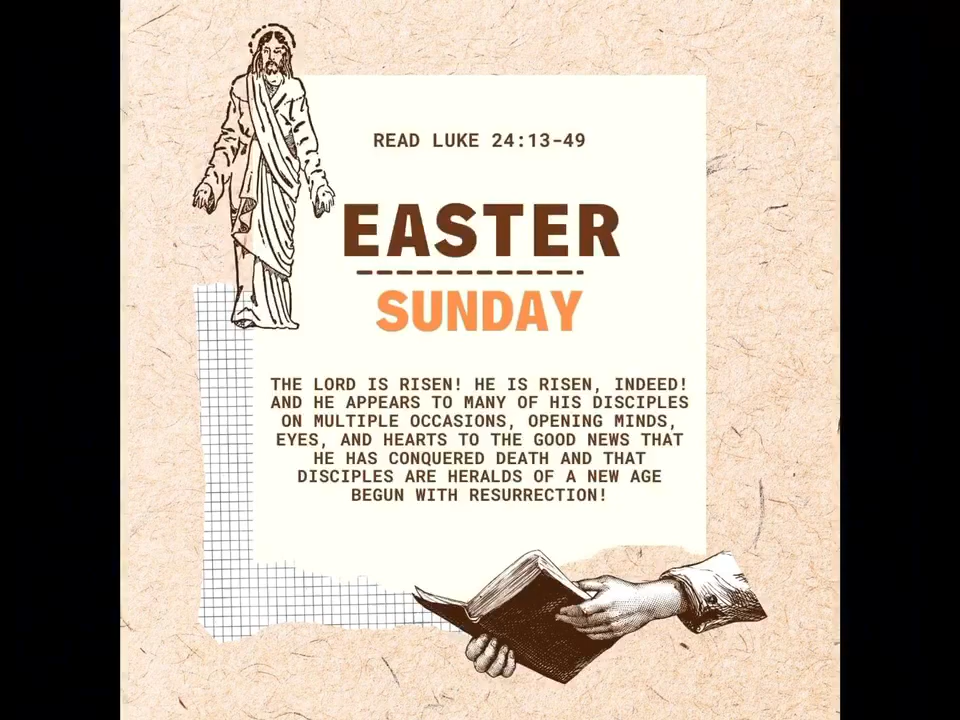 READ LUKE 24:13-49
EASTER
SUNDAY
THE LORD IS RISEN! HE IS RISEN, INDEED!
AND HE APPEARS TO MANY OF HIS DISCIPLES
ON MULTIPLE OCCASIONS, OPENING MINDS,
EYES, AND HEARTS TO THE GOOD NEWS THAT
HE HAS CONQUERED DEATH AND THAT
DISCIPLES ARE HERALDS OF A NEW AGE
BEGUN WITH RESURRECTION!